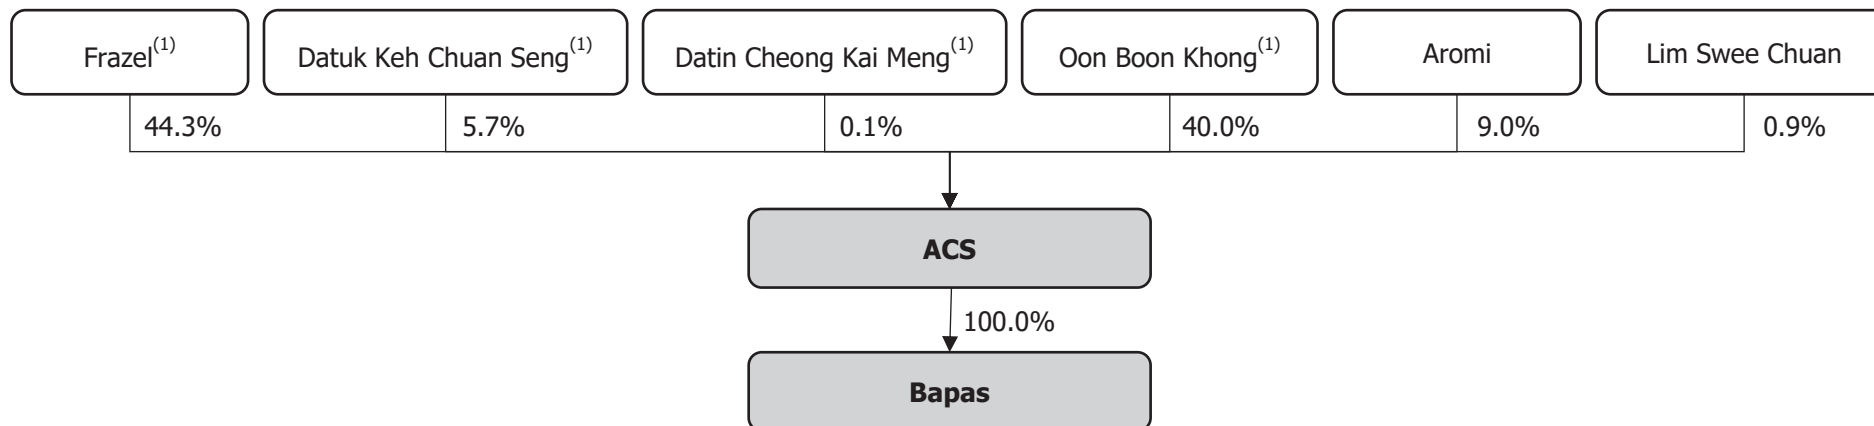 Frazel(1)
Datuk Keh Chuan Seng(1)
Datin Cheong Kai Meng(1)
Oon Boon Khong(1)
Aromi
Lim Swee Chuan
44.3%
5.7%
0.1%
40.0%
9.0%
0.9%
ACS
100.0%
Bapas